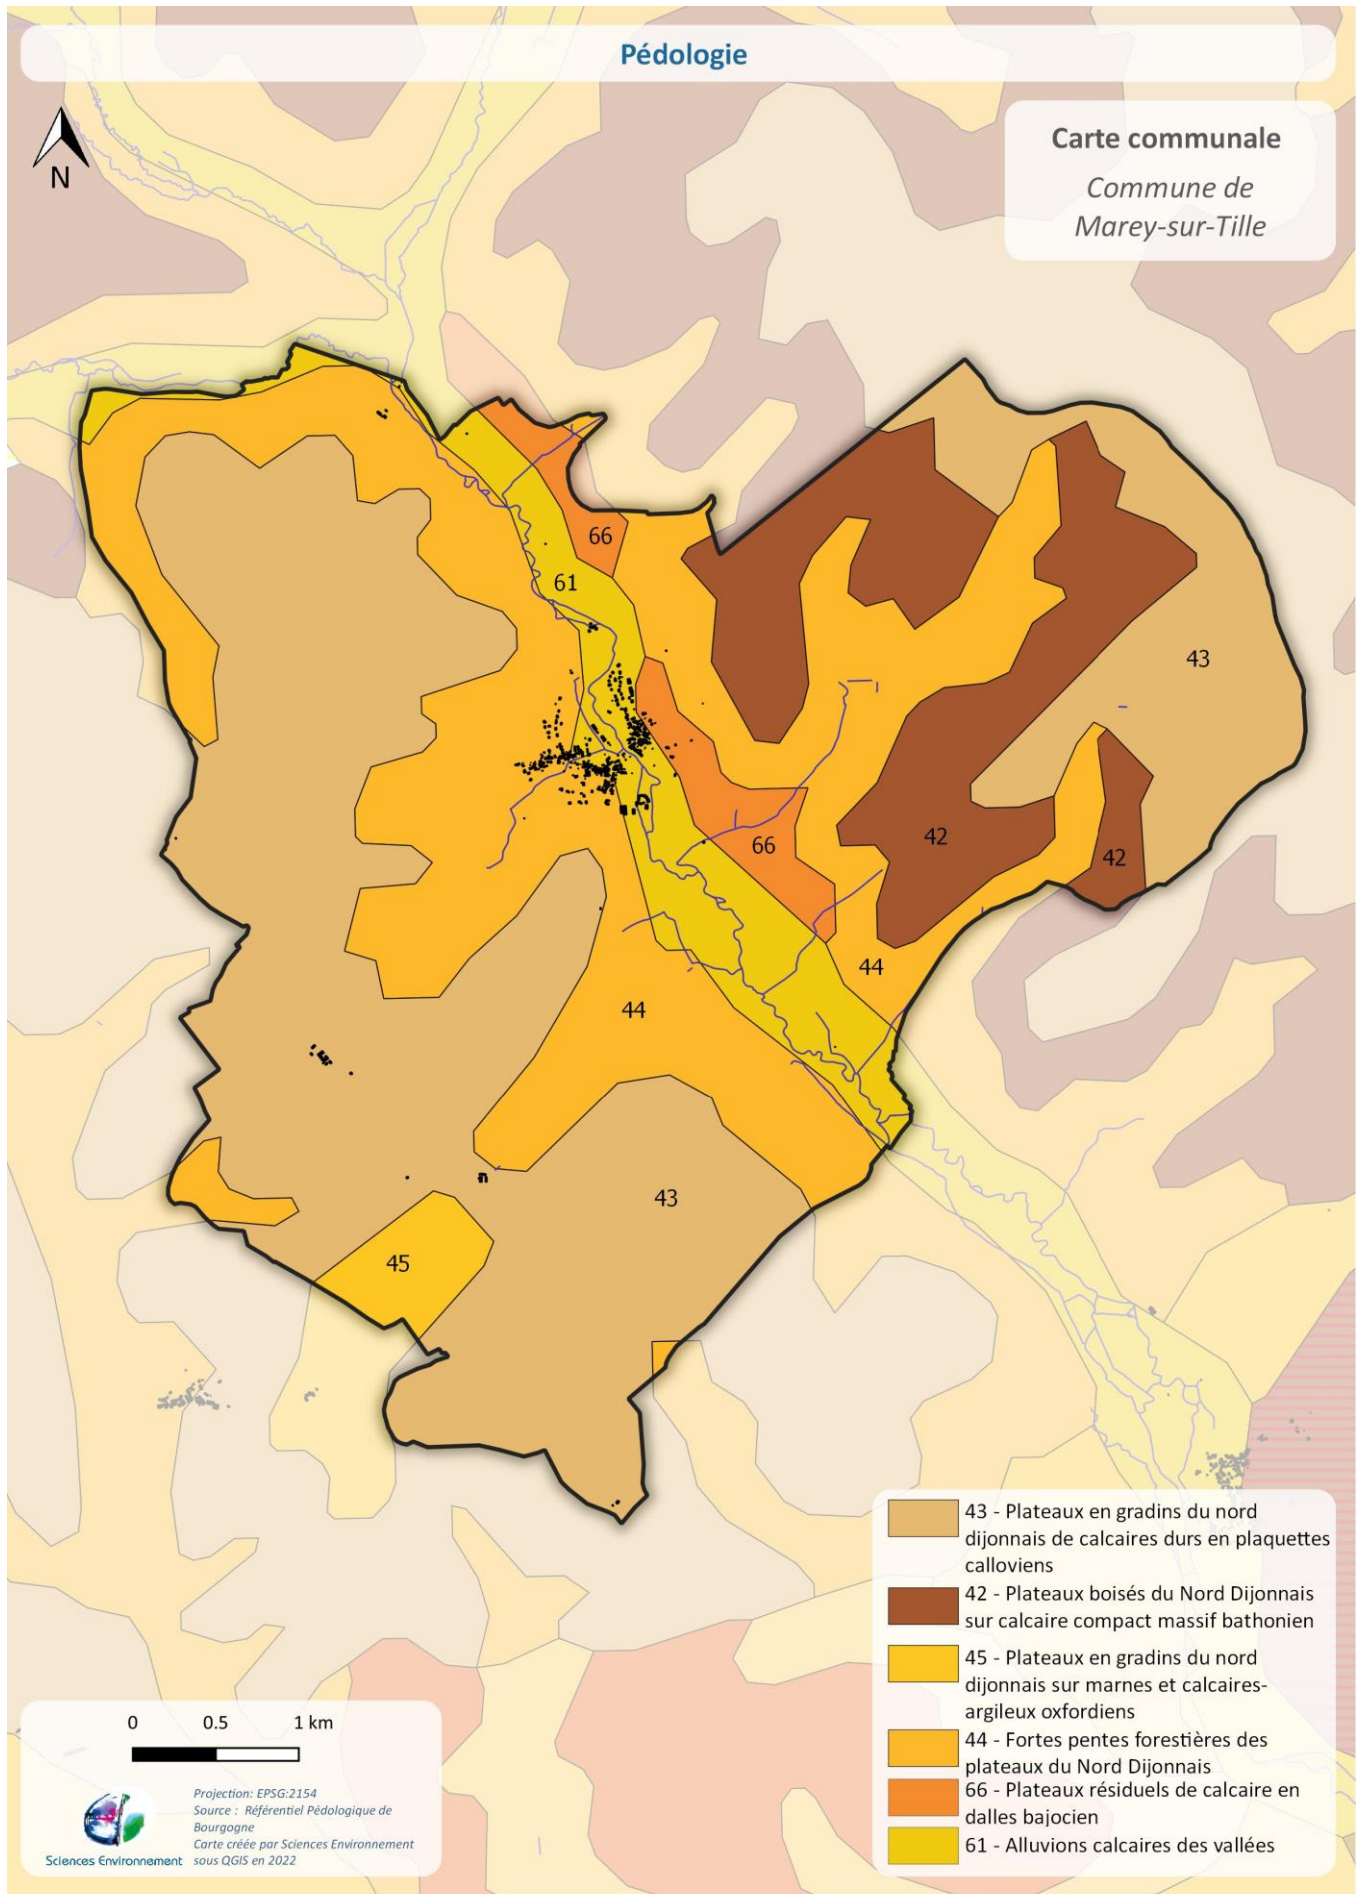 Pédologie
Carte communale
Commune de
Marey-sur-Tille
N
66
61
43
42
42
66
44
44
43
45
43 - Plateaux en gradins du nord
dijonnais de calcaires durs en plaquettes
calloviens
42 - Plateaux boisés du Nord Dijonnais
sur calcaire compact massif bathonien
45 - Plateaux en gradins du nord
dijonnais sur marnes et calcaires-
argileux oxfordiens
44 - Fortes pentes forestières des
plateaux du Nord Dijonnais
66 - Plateaux résiduels de calcaire en
dalles bajocien
61 - Alluvions calcaires des vallées
0 0.5 1 km
Projection: EPSG:2154
Source : Référentiel Pédologique de
Bourgogne
Carte créée par Sciences Environnement
sous QGIS en 2022
Sciences Environnement